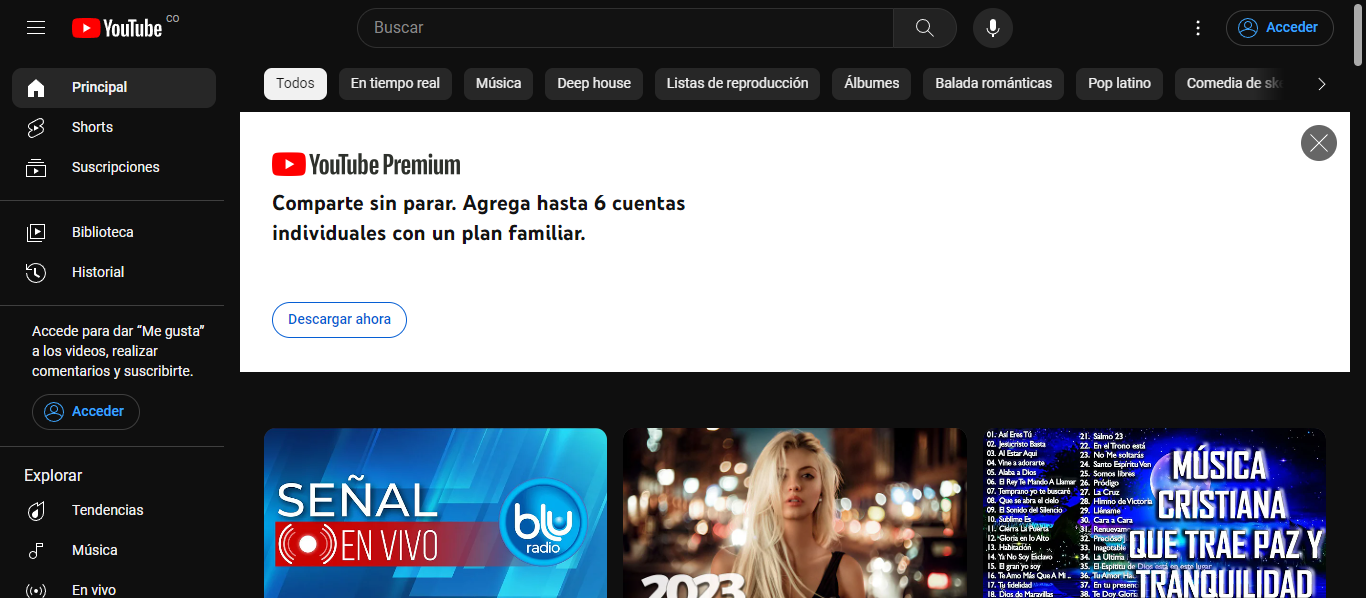 YouTube CO
Buscar
Acceder
Principal
Shorts
Suscripciones
Biblioteca
Historial
Accede para dar “Me gusta”
a los videos, realizar
comentarios y suscribirte.
Acceder
Explorar
Tendencias
Música
En vivo
Todos
En tiempo real
Música
Deep house
Listas de reproducción
Álbumes
Balada románticas
Pop latino
Comedia de ske
YouTube Premium
Comparte sin parar. Agrega hasta 6 cuentas
individuales con un plan familiar.
Descargar ahora
SEÑAL
EN VIVO
blu
radio
2023
01. Así Eres Tú
02. Jesucristo Basta
03. Al Estar Aqui
04. Vine a adorarte
05. Alaba a Dios
06. El Rey Te Mando A Llamar
07. Temprano yo te buscaré
08. Que se abra el cielo
09. El Sonido del Silencio
10. Sublime Es
11. Cierra La Puerta
12. Gloria en lo Alto
13. Habitación
14. Ya No Soy Esclavo
15. El gran yo soy
16. Te Amo Más Que A Mi ..
17. Tu fidelidad
18. Dios de Maravillas
21. Salmo 23
22. En el Trono está
23. No Me soltarás
24. Santo Espíritu Ven
25. Somos libres
26. Pródigo
27. La Cruz
28. Himno de Victoria
29. Lléname
30. Cara a Cara
31. Renuevam
32. Precioso J
33. Inagotable
34. La Ultima
35. El Espíritu de Dios está en este lugar
36. Tu Amor Ha..
37. En tu presenc
38. Te Doy Glori
MÚSICA
CRISTIANA
QUE TRAE PAZ Y
TRANQUILIDAD